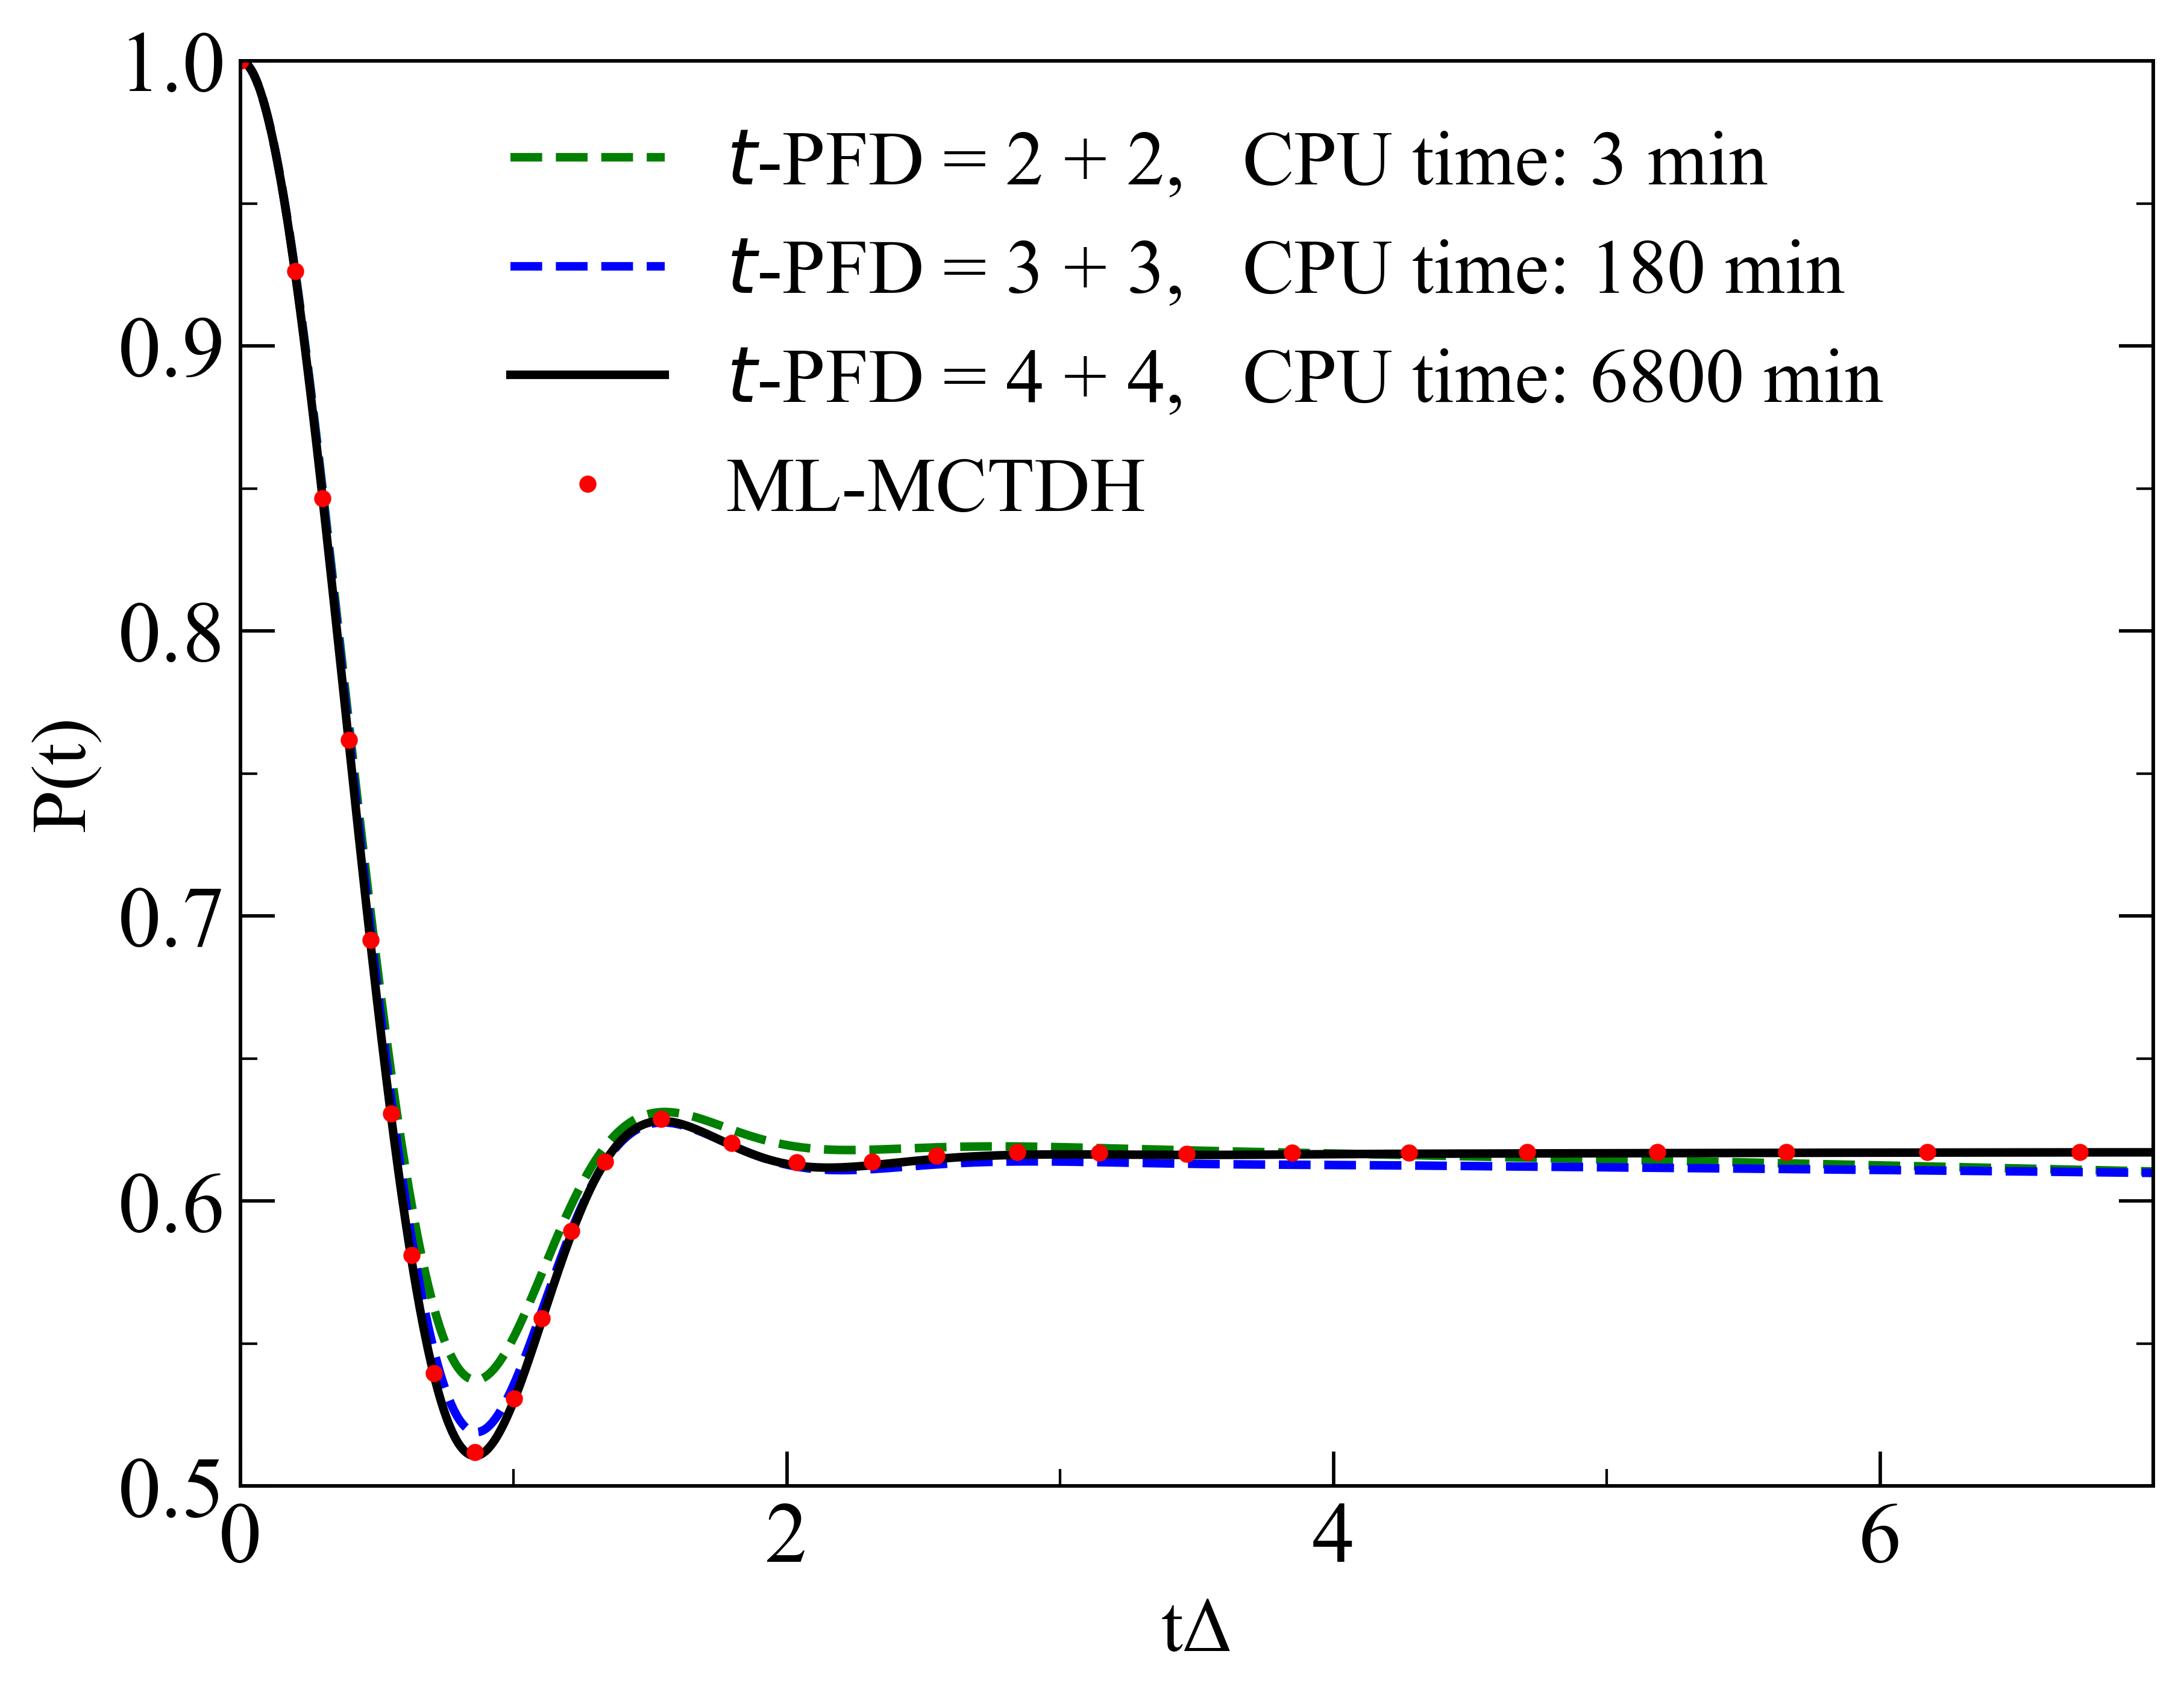 1.0
t-PFD = 2 + 2, CPU time: 3 min
t-PFD = 3 + 3, CPU time: 180 min
0.9
t-PFD = 4 + 4, CPU time: 6800 min
ML-MCTDH
0.8
P(t)
0.7
0.6
0.5
0 2 4 6
tΔ